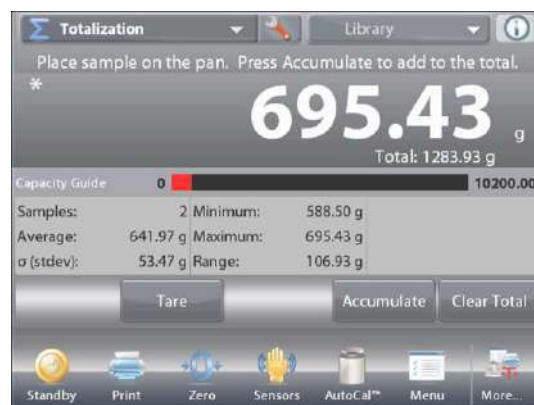 Σ Totalization Library
Place sample on the pan. Press Accumulate to add to the total.
* 695.43 g
Total: 1283.93 g
Capacity Guide 0 10200.00
Samples: 2 Minimum: 588.50 g
Average: 641.97 g Maximum: 695.43 g
σ (stdev): 53.47 g Range: 106.93 g
Tare Accumulate Clear Total
Standby Print Zero Sensors AutoCal™ Menu More...